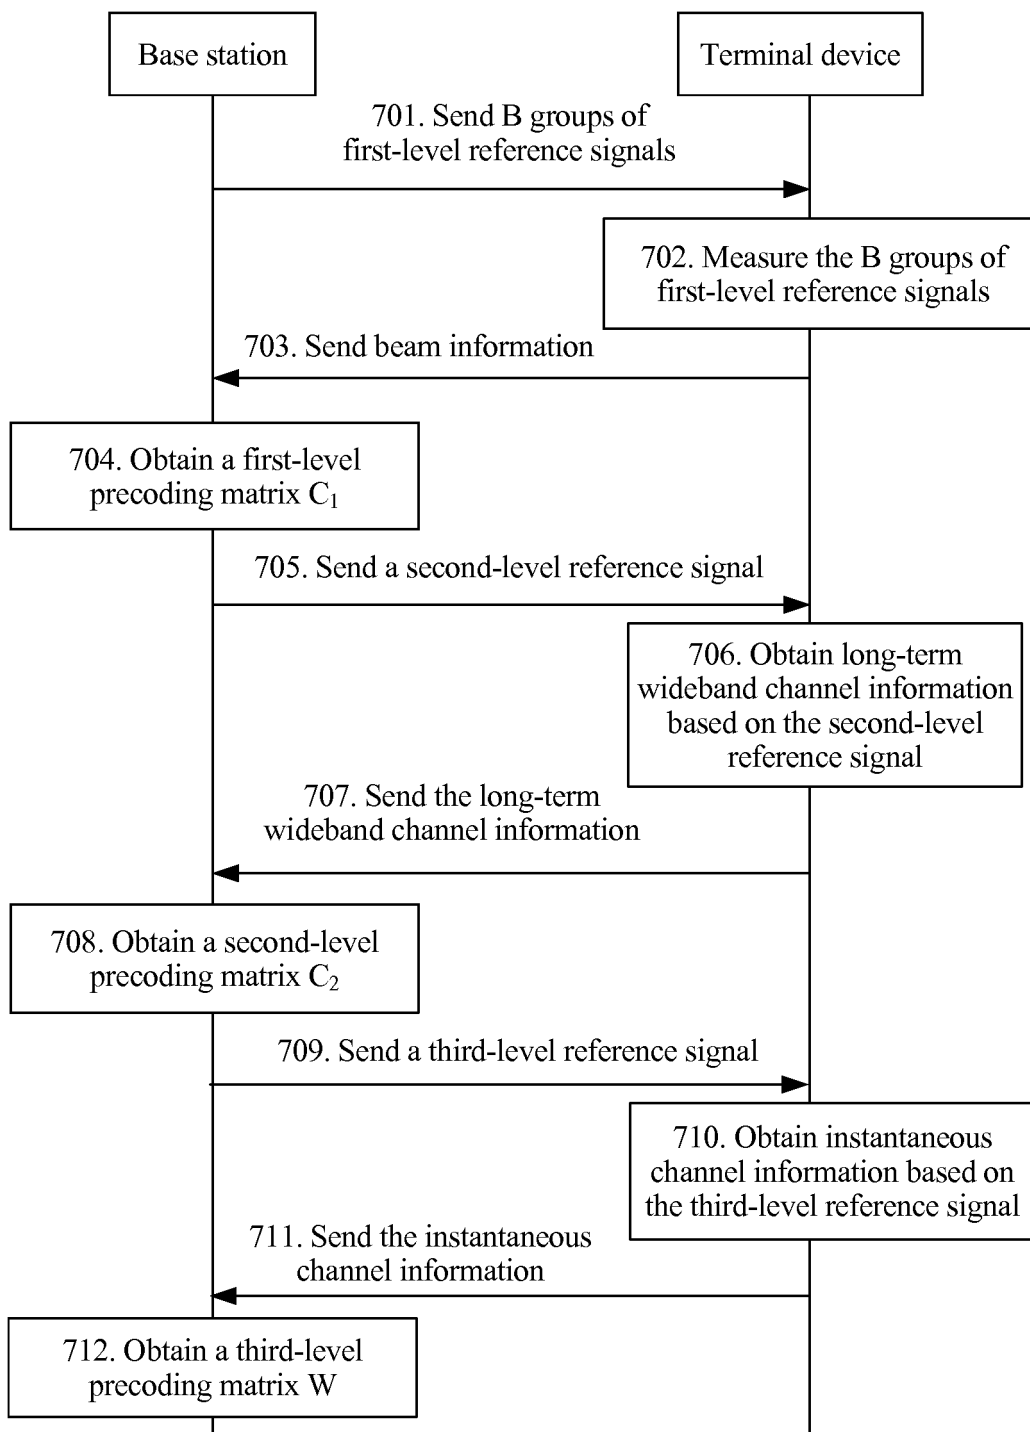 Base station
Terminal device
701. Send B groups of
first-level reference signals
702. Measure the B groups of
first-level reference signals
703. Send beam information
704. Obtain a first-level
precoding matrix C₁
705. Send a second-level reference signal
706. Obtain long-term
wideband channel information
based on the second-level
reference signal
707. Send the long-term
wideband channel information
708. Obtain a second-level
precoding matrix C₂
709. Send a third-level reference signal
710. Obtain instantaneous
channel information based on
the third-level reference signal
711. Send the instantaneous
channel information
712. Obtain a third-level
precoding matrix W